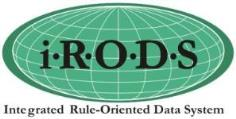 i·R·O·D·S
Integrated Rule-Oriented Data System